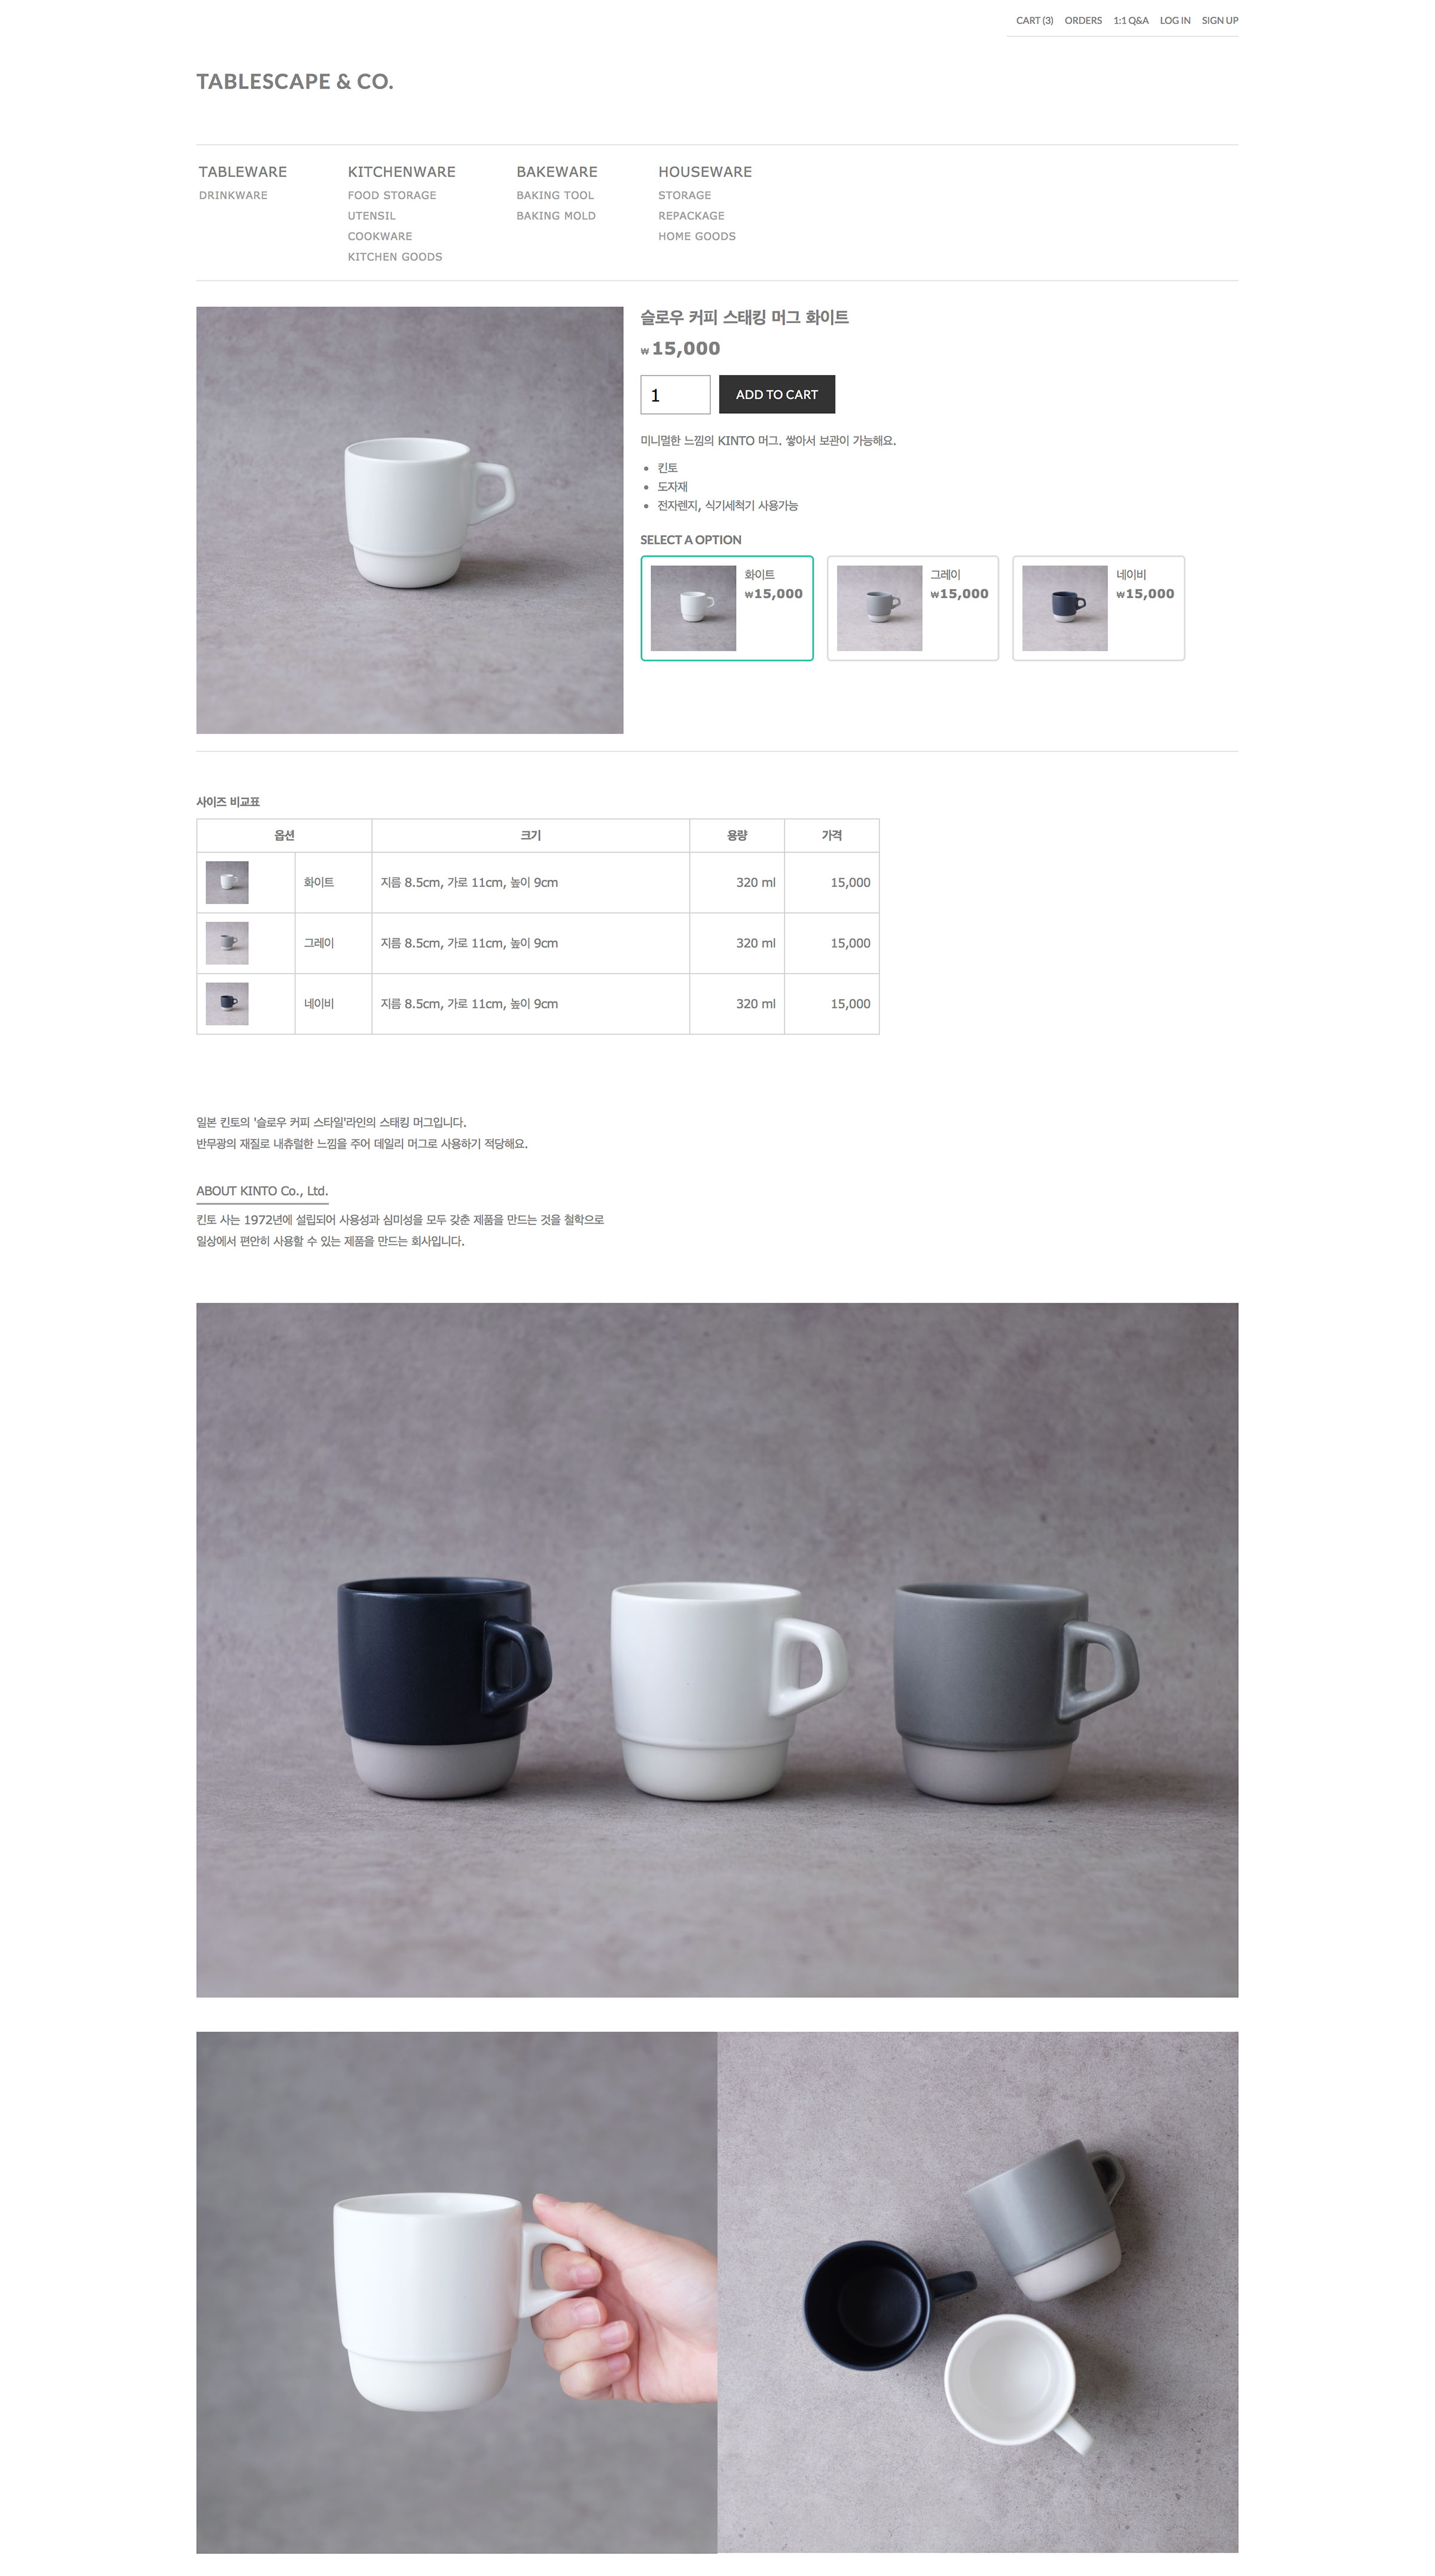 CART (3) ORDERS 1:1 Q&A LOG IN SIGN UP
TABLESCAPE & CO.
TABLEWARE
DRINKWARE
KITCHENWARE
FOOD STORAGE
UTENSIL
COOKWARE
KITCHEN GOODS
BAKEWARE
BAKING TOOL
BAKING MOLD
HOUSEWARE
STORAGE
REPACKAGE
HOME GOODS
슬로우 커피 스태킹 머그 화이트
₩ 15,000
1 ADD TO CART
미니멀한 느낌의 KINTO 머그. 쌓아서 보관이 가능해요.
• 킨토
• 도자재
• 전자렌지, 식기세척기 사용가능
SELECT A OPTION
화이트
₩15,000
그레이
₩15,000
네이비
₩15,000
사이즈 비교표
옵션 크기 용량 가격
화이트 지름 8.5cm, 가로 11cm, 높이 9cm 320 ml 15,000
그레이 지름 8.5cm, 가로 11cm, 높이 9cm 320 ml 15,000
네이비 지름 8.5cm, 가로 11cm, 높이 9cm 320 ml 15,000
일본 킨토의 '슬로우 커피 스타일'라인의 스태킹 머그입니다.
반무광의 재질로 내츄럴한 느낌을 주어 데일리 머그로 사용하기 적당해요.
ABOUT KINTO Co., Ltd.
킨토 사는 1972년에 설립되어 사용성과 심미성을 모두 갖춘 제품을 만드는 것을 철학으로
일상에서 편안히 사용할 수 있는 제품을 만드는 회사입니다.